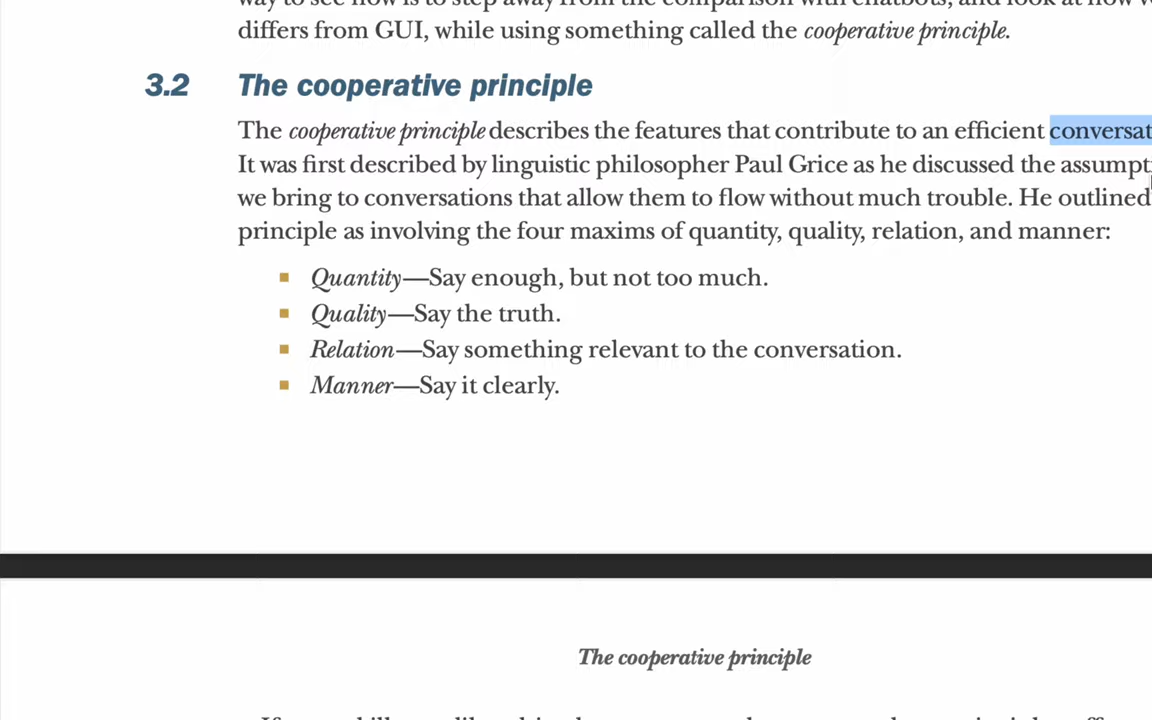 differs from GUI, while using something called the cooperative principle.
3.2 The cooperative principle
The cooperative principle describes the features that contribute to an efficient
It was first described by linguistic philosopher Paul Grice as he discussed the
we bring to conversations that allow them to flow without much trouble. He outlined
principle as involving the four maxims of quantity, quality, relation, and manner:
■ Quantity—Say enough, but not too much.
■ Quality—Say the truth.
■ Relation—Say something relevant to the conversation.
■ Manner—Say it clearly.
The cooperative principle